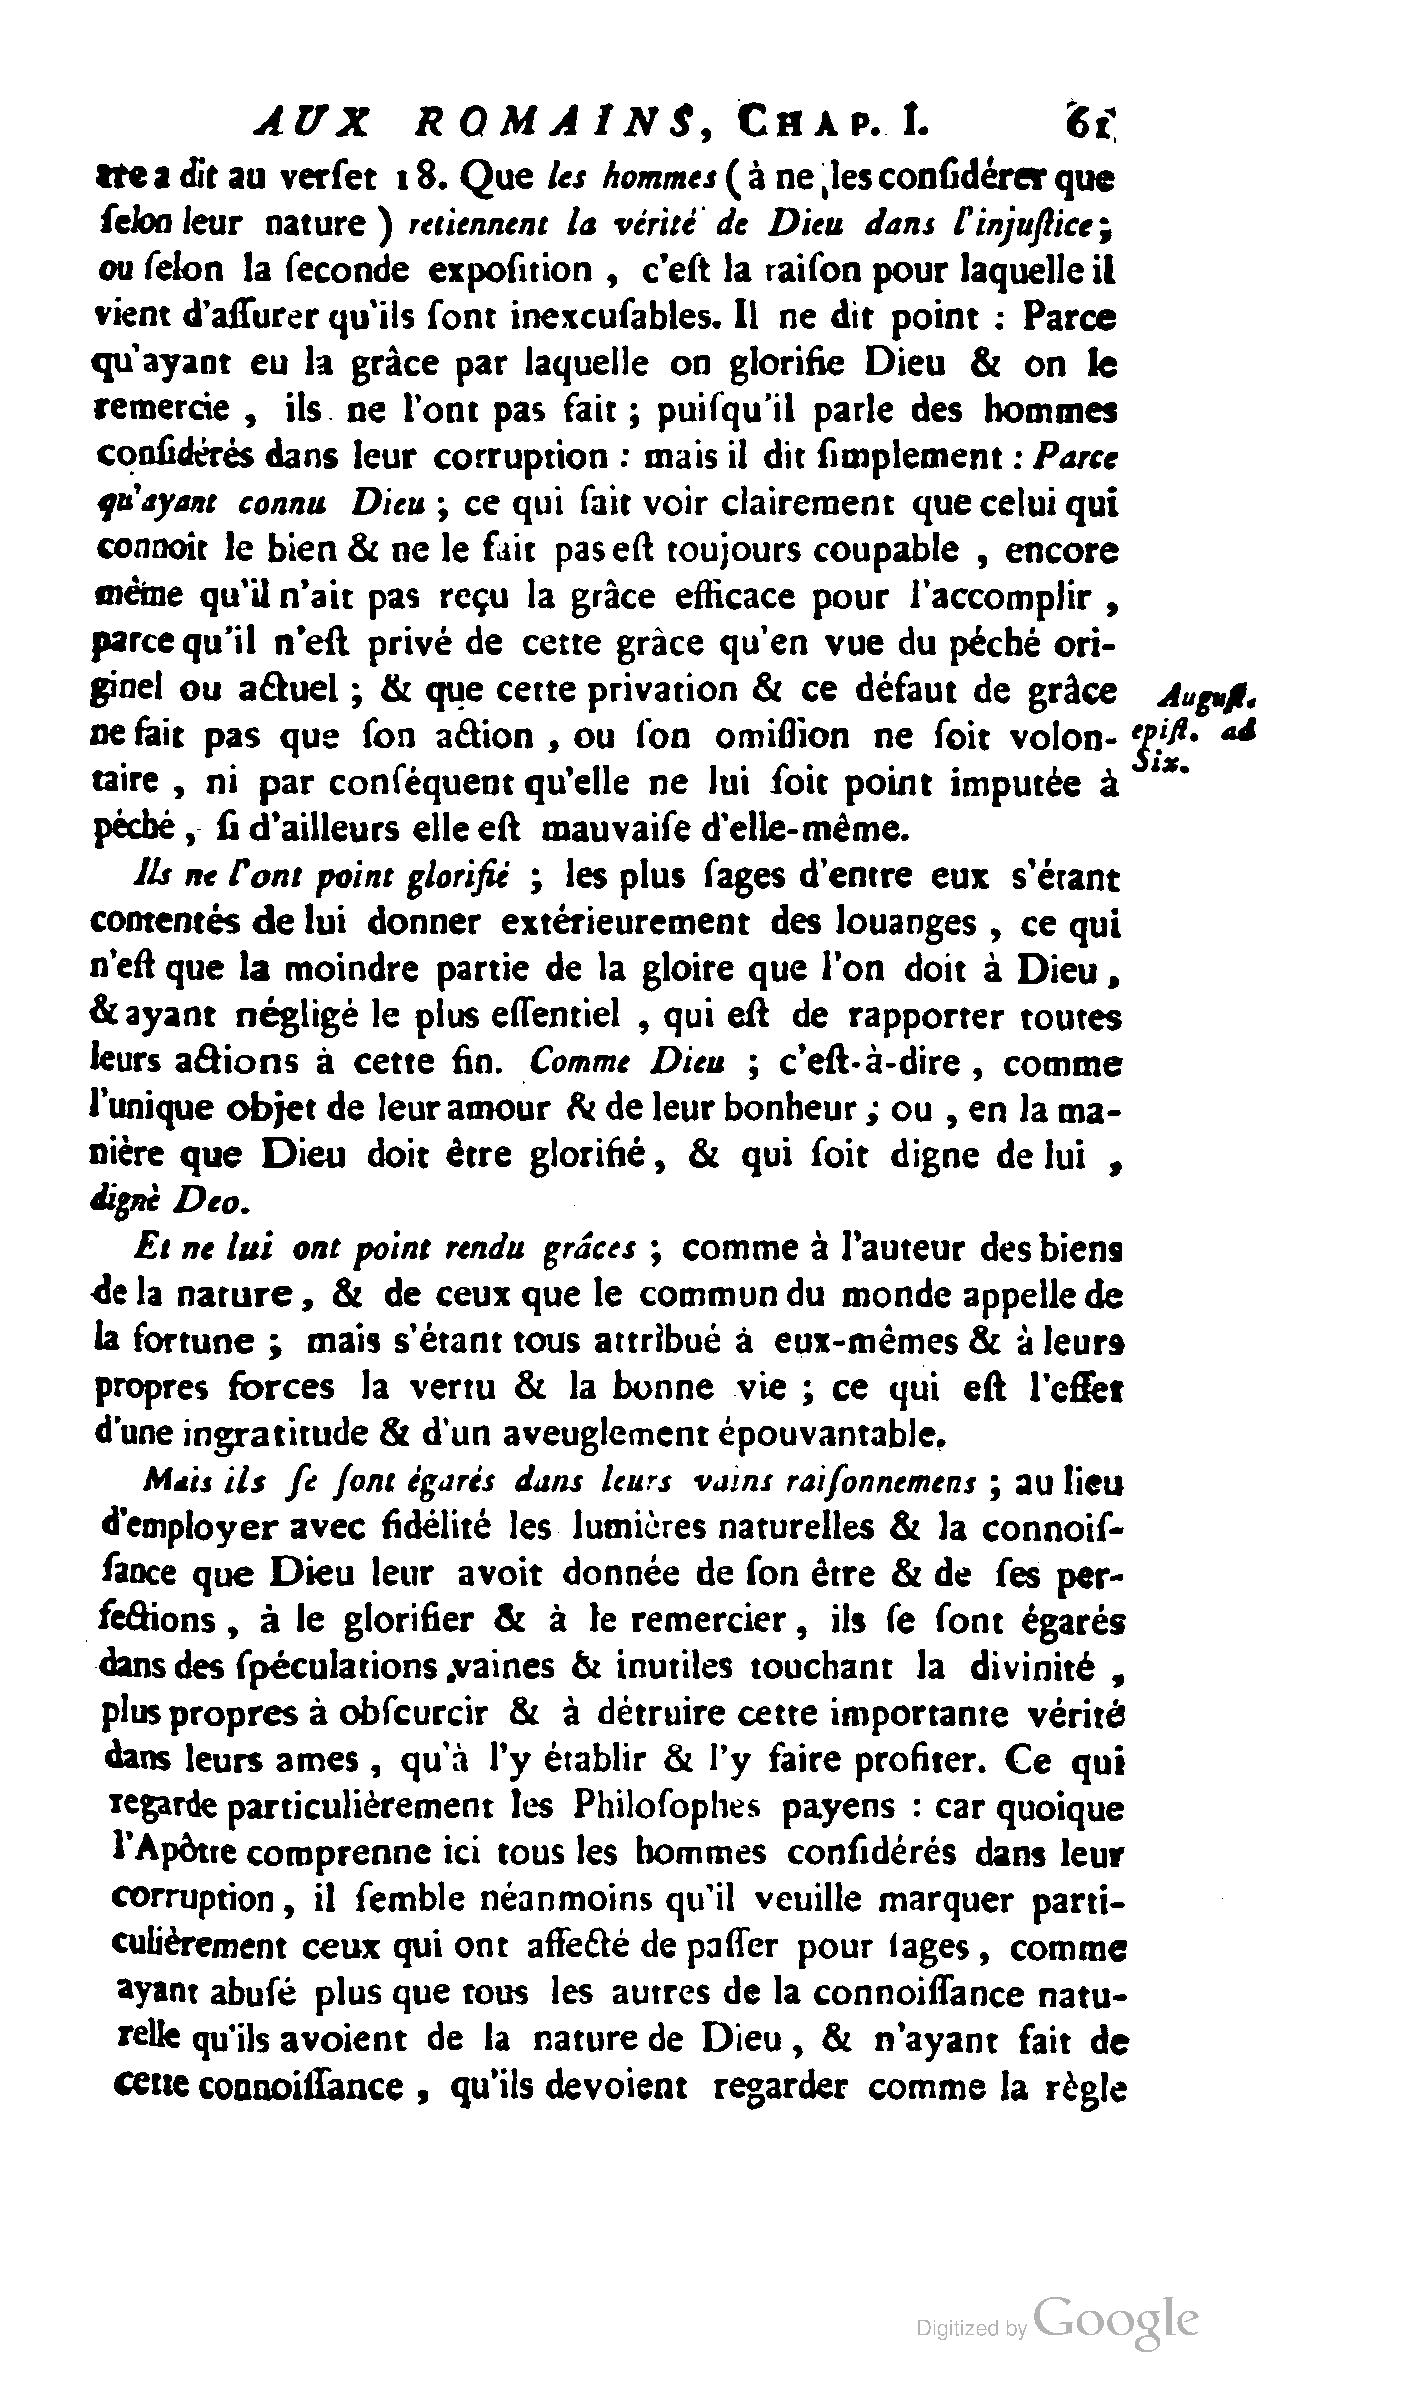 AUX ROMAINS, CHAP. I. 61
tre a dit au verſet 18. Que les hommes ( à ne les conſidérer que
ſelon leur nature ) retiennent la vérité de Dieu dans l'injuſtice ;
ou ſelon la ſeconde expoſition , c'eſt la raiſon pour laquelle il
vient d'aſſurer qu'ils ſont inexcuſables. Il ne dit point : Parce
qu'ayant eu la grâce par laquelle on glorifie Dieu & on le
remercie , ils ne l'ont pas fait ; puiſqu'il parle des hommes
conſidérés dans leur corruption : mais il dit ſimplement : Parce
qu'ayant connu Dieu ; ce qui fait voir clairement que celui qui
connoît le bien & ne le fait pas eſt toujours coupable , encore
même qu'il n'ait pas reçu la grâce efficace pour l'accomplir ,
parce qu'il n'eſt privé de cette grâce qu'en vue du péché ori-
ginel ou actuel ; & que cette privation & ce défaut de grâce
ne fait pas que ſon action , ou ſon omiſſion ne ſoit volon-
taire , ni par conſéquent qu'elle ne lui ſoit point imputée à
péché , ſi d'ailleurs elle eſt mauvaiſe d'elle-même.
Auguſt.
epiſt. ad
Six.
Ils ne l'ont point glorifié ; les plus ſages d'entre eux s'étant
contentés de lui donner extérieurement des louanges , ce qui
n'eſt que la moindre partie de la gloire que l'on doit à Dieu ,
& ayant négligé le plus eſſentiel , qui eſt de rapporter toutes
leurs actions à cette fin. Comme Dieu ; c'eſt-à-dire , comme
l'unique objet de leur amour & de leur bonheur ; ou , en la ma-
nière que Dieu doit être glorifié , & qui ſoit digne de lui ,
dignè Deo.
Et ne lui ont point rendu grâces ; comme à l'auteur des biens
de la nature , & de ceux que le commun du monde appelle de
la fortune ; mais s'étant tous attribué à eux-mêmes & à leurs
propres forces la vertu & la bonne vie ; ce qui eſt l'effet
d'une ingratitude & d'un aveuglement épouvantable.
Mais ils ſe ſont égarés dans leurs vains raiſonnemens ; au lieu
d'employer avec fidélité les lumières naturelles & la connoiſ-
ſance que Dieu leur avoit donnée de ſon être & de ſes per-
fections , à le glorifier & à le remercier , ils ſe ſont égarés
dans des ſpéculations vaines & inutiles touchant la divinité ,
plus propres à obſcurcir & à détruire cette importante vérité
dans leurs ames , qu'à l'y établir & l'y faire profiter. Ce qui
regarde particulièrement les Philoſophes payens : car quoique
l'Apôtre comprenne ici tous les hommes conſidérés dans leur
corruption , il ſemble néanmoins qu'il veuille marquer parti-
culièrement ceux qui ont affecté de paſſer pour ſages , comme
ayant abuſé plus que tous les autres de la connoiſſance natu-
relle qu'ils avoient de la nature de Dieu , & n'ayant fait de
cette connoiſſance , qu'ils devoient regarder comme la règle
Digitized by Google